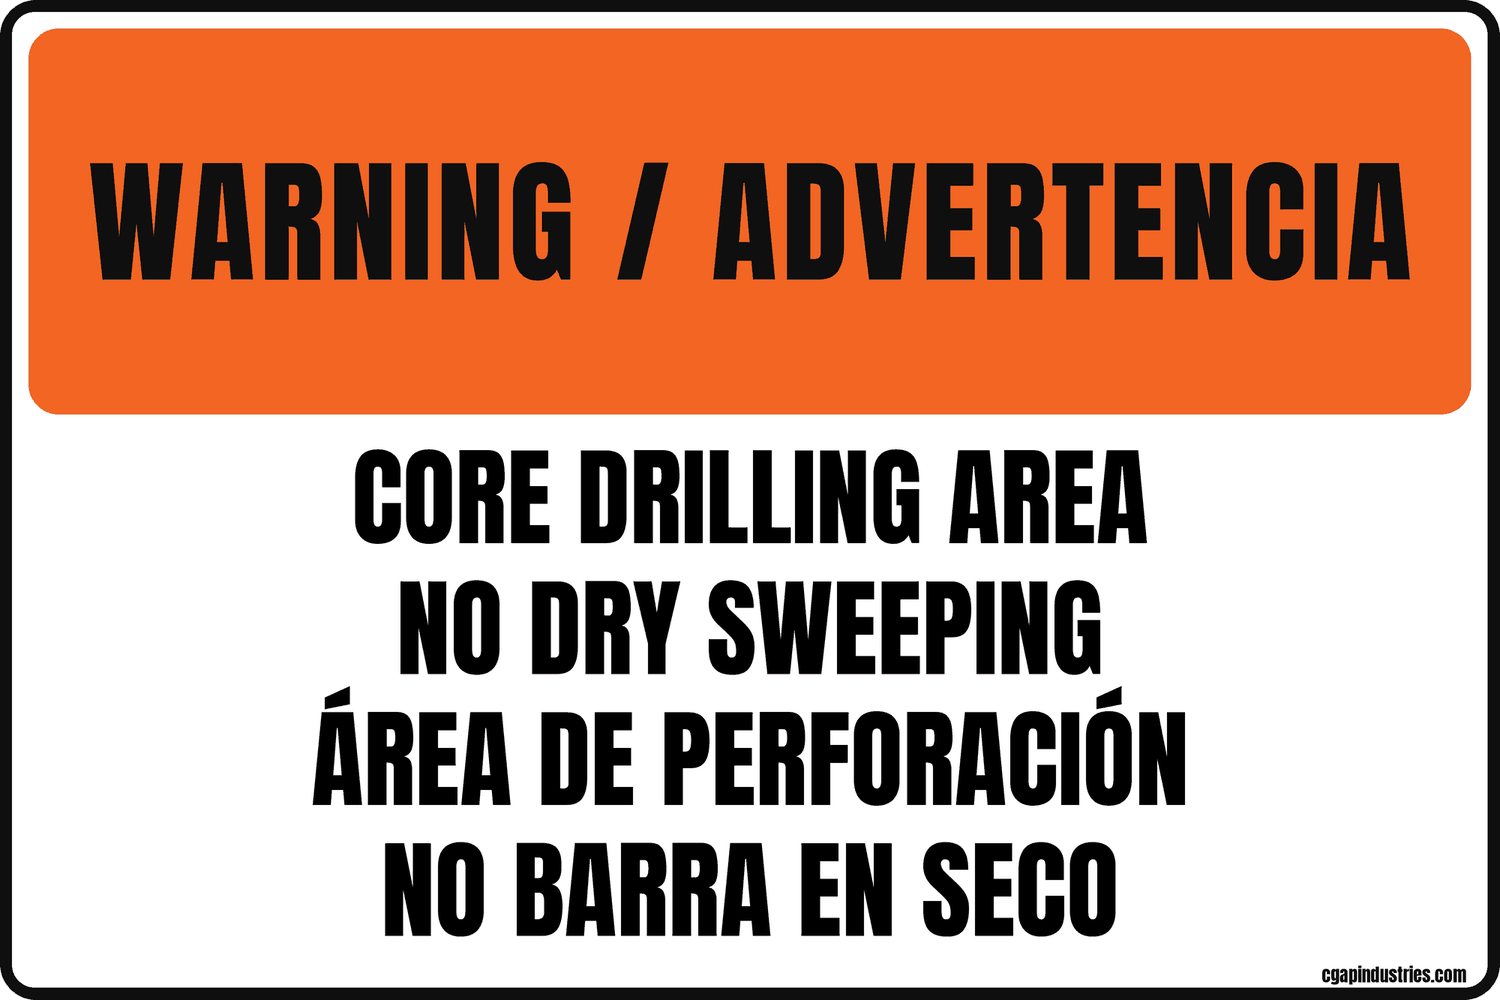 WARNING / ADVERTENCIA
CORE DRILLING AREA
NO DRY SWEEPING
ÁREA DE PERFORACIÓN
NO BARRA EN SECO
cgapindustries.com